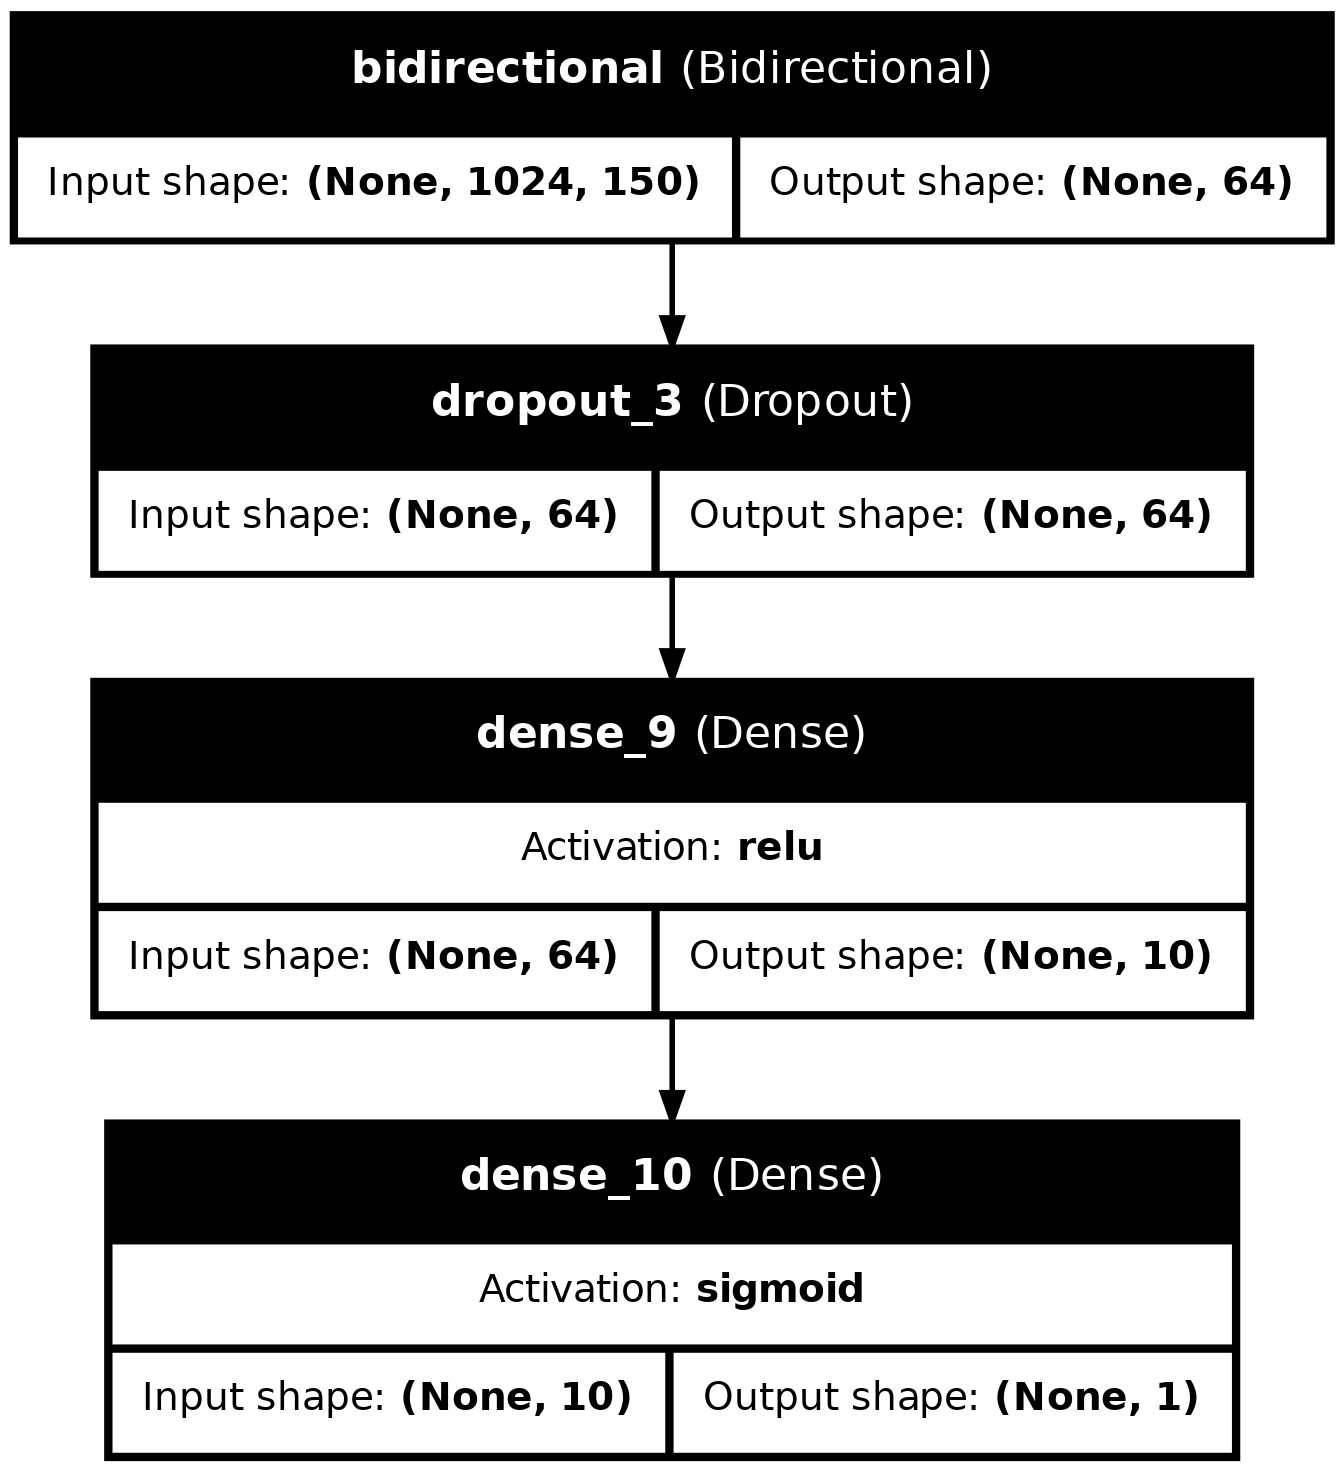 bidirectional (Bidirectional)
Input shape: (None, 1024, 150) Output shape: (None, 64)
dropout_3 (Dropout)
Input shape: (None, 64) Output shape: (None, 64)
dense_9 (Dense)
Activation: relu
Input shape: (None, 64) Output shape: (None, 10)
dense_10 (Dense)
Activation: sigmoid
Input shape: (None, 10) Output shape: (None, 1)